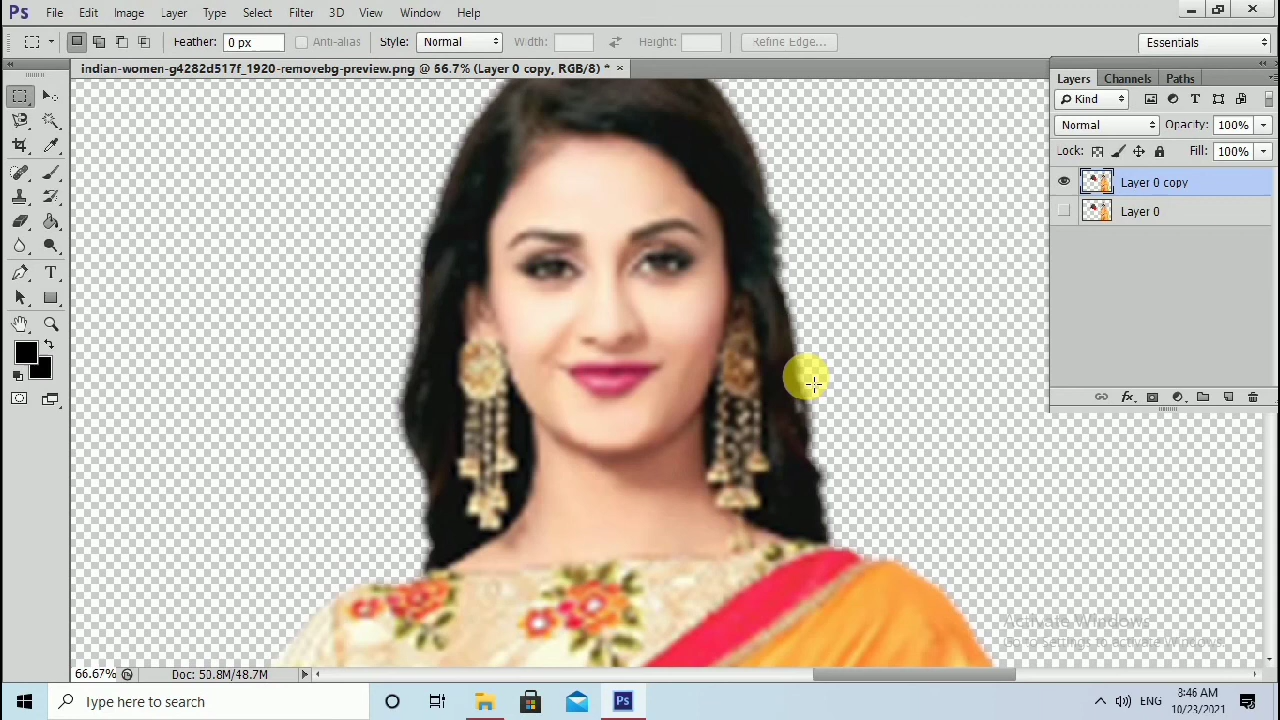 Ps File Edit Image Layer Type Select Filter 3D View Window Help
Feather: 0 px Anti-alias Style: Normal Width: Height: Refine Edge... Essentials
indian-women-g4282d517f_1920-removebg-preview.png @ 66.7% (Layer 0 copy, RGB/8) * ×
Layers Channels Paths
Kind
Normal Opacity: 100%
Lock: Fill: 100%
Layer 0 copy
Layer 0
Activate Windows
Go to Settings to activate Windows.
66.67% Doc: 50.8M/48.7M
Type here to search
Ps
ENG
3:46 AM
10/23/2021